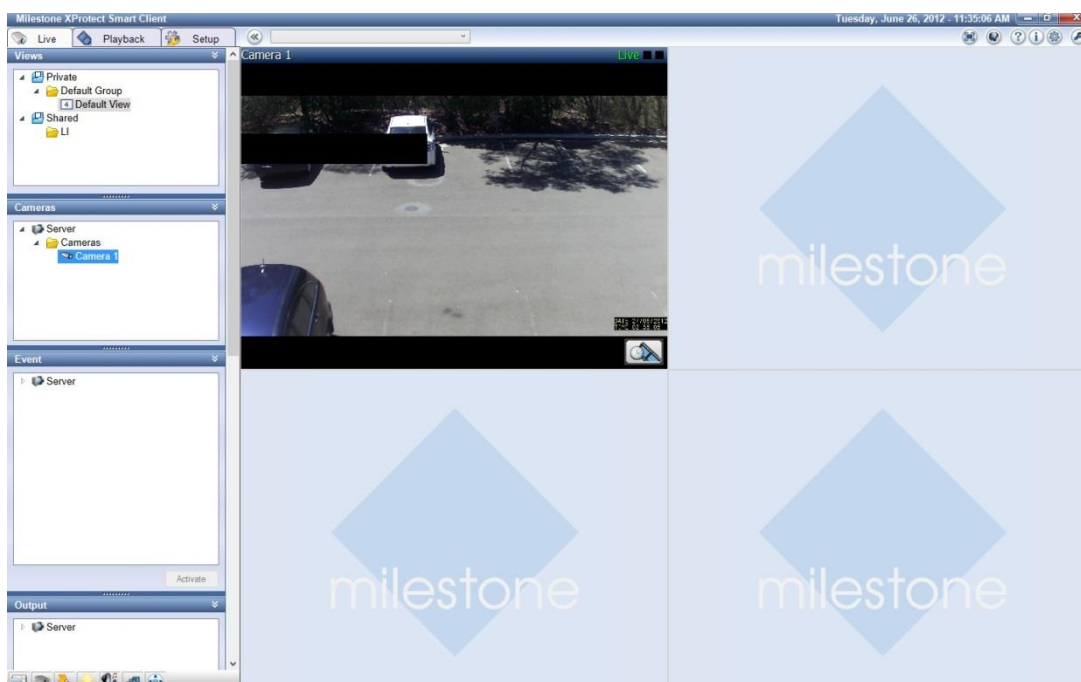 Milestone XProtect Smart Client
Tuesday, June 26, 2012 - 11:35:06 AM
Live Playback Setup
Views
Private
Default Group
4 Default View
Shared
LI
Cameras
Server
Cameras
Camera 1
Event
Server
Activate
Output
Server
Camera 1 Live
milestone
milestone
milestone